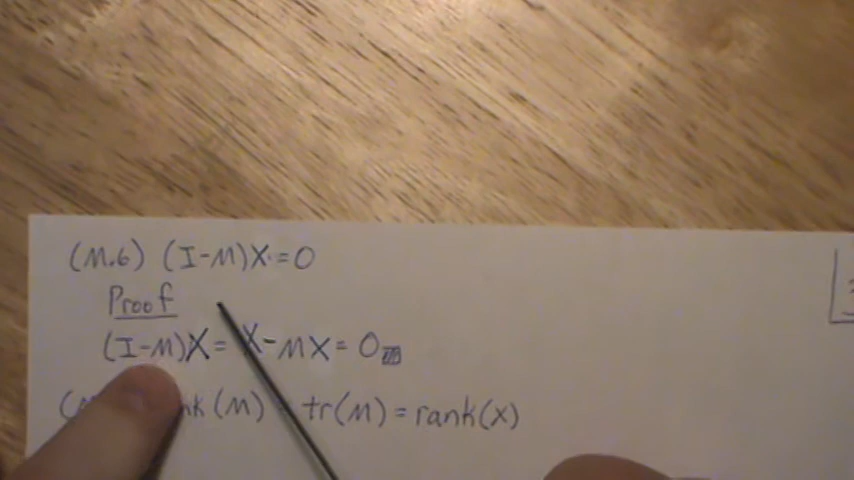 (M.6) (I-M)X=0
Proof
(I-M)X= X-MX= 0
(M) tr(M) = rank(X)